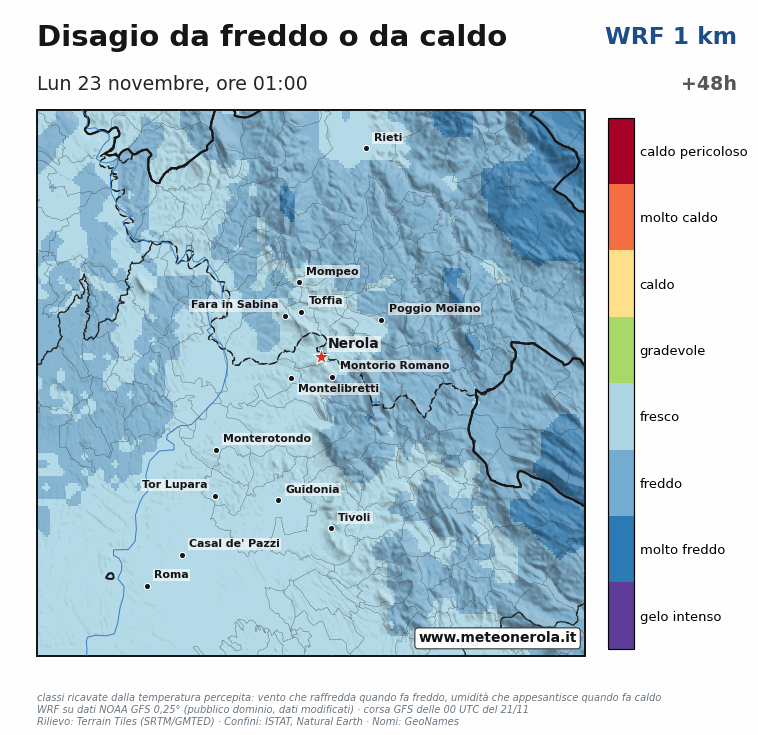 Disagio da freddo o da caldo
WRF 1 km
Lun 23 novembre, ore 01:00
+48h
Rieti
Mompeo
Fara in Sabina
Toffia
Poggio Moiano
Nerola
Montorio Romano
Montelibretti
Monterotondo
Tor Lupara
Guidonia
Tivoli
Casal de' Pazzi
Roma
www.meteonerola.it
caldo pericoloso
molto caldo
caldo
gradevole
fresco
freddo
molto freddo
gelo intenso
classi ricavate dalla temperatura percepita: vento che raffredda quando fa freddo, umidità che appesantisce quando fa caldo
WRF su dati NOAA GFS 0,25° (pubblico dominio, dati modificati) · corsa GFS delle 00 UTC del 21/11
Rilievo: Terrain Tiles (SRTM/GMTED) · Confini: ISTAT, Natural Earth · Nomi: GeoNames